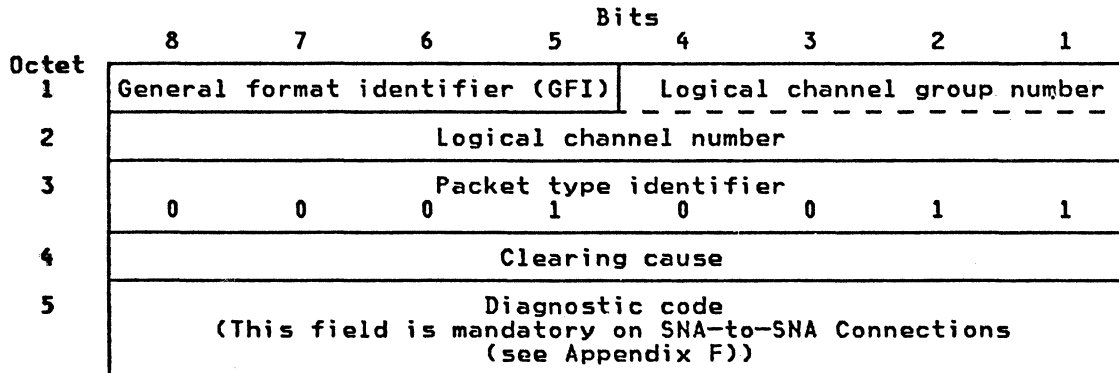 Bits
8 7 6 5 4 3 2 1
Octet
1 General format identifier (GFI) Logical channel group number
2 Logical channel number
3 Packet type identifier
0 0 0 1 0 0 1 1
4 Clearing cause
5 Diagnostic code
(This field is mandatory on SNA-to-SNA Connections
(see Appendix F))